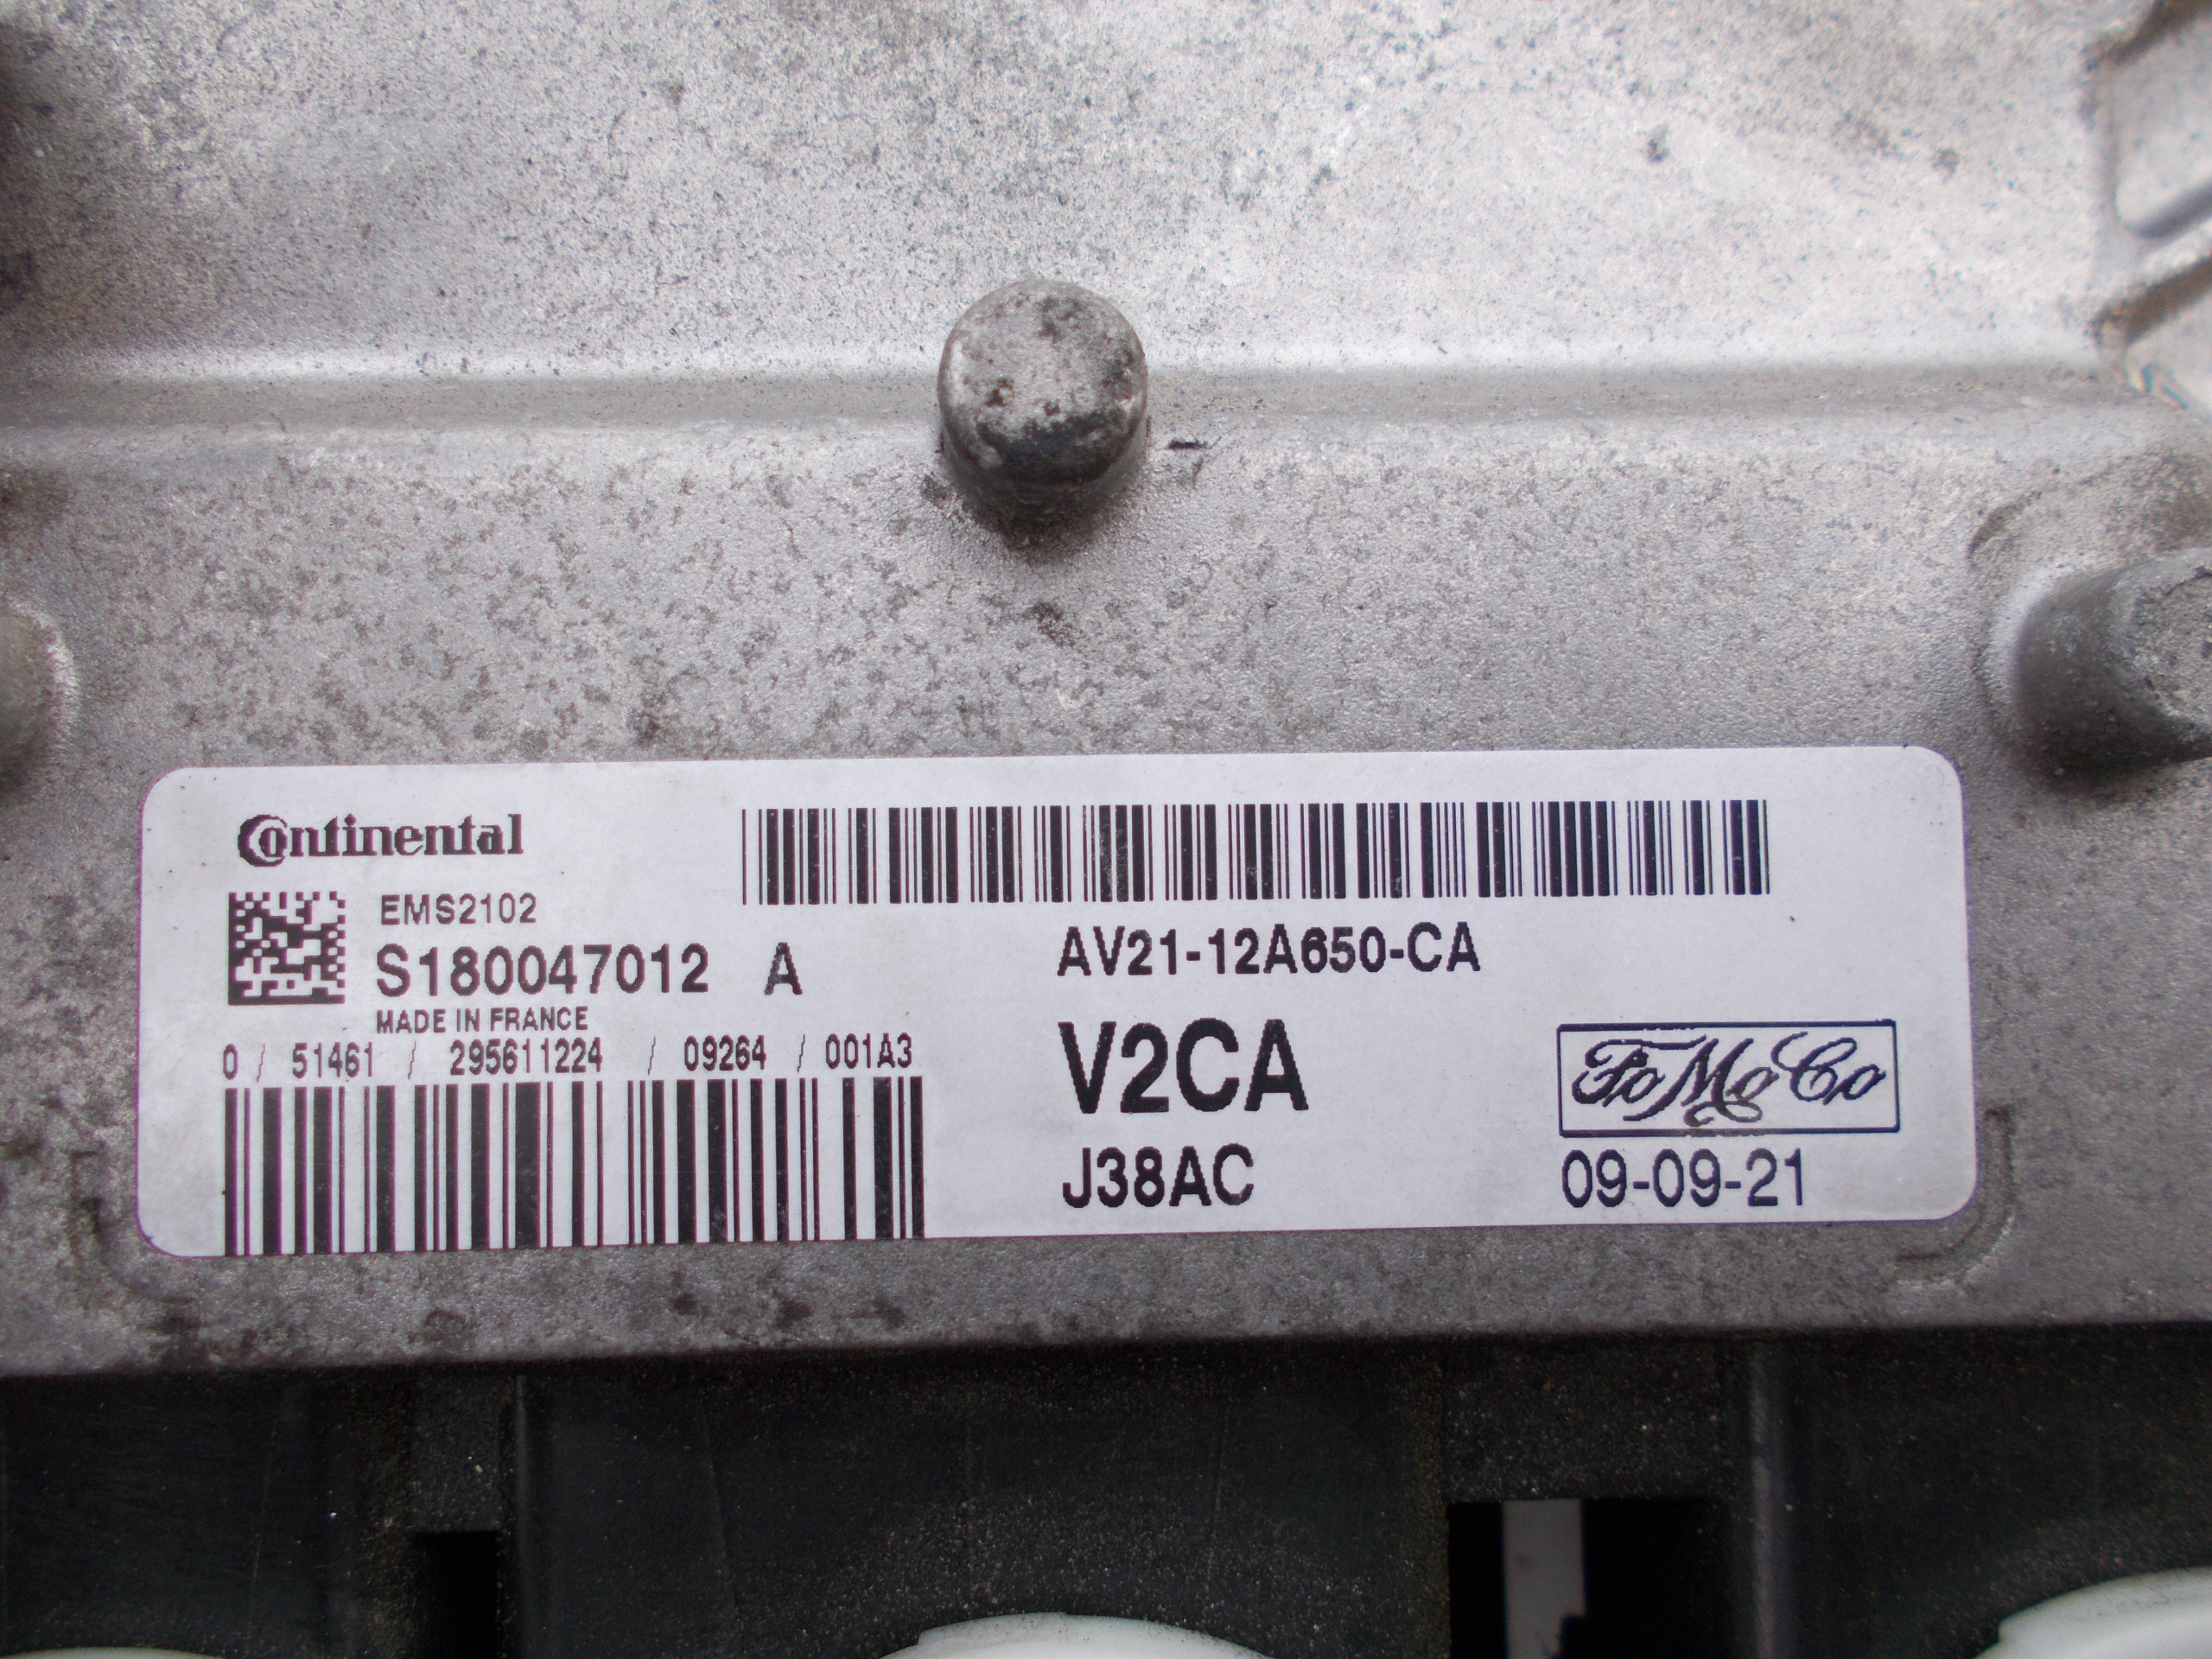 Continental
EMS2102
S180047012 A
MADE IN FRANCE
0 / 51461 / 295611224 / 09264 / 001A3
AV21-12A650-CA
V2CA
J38AC
FoMoCo
09-09-21